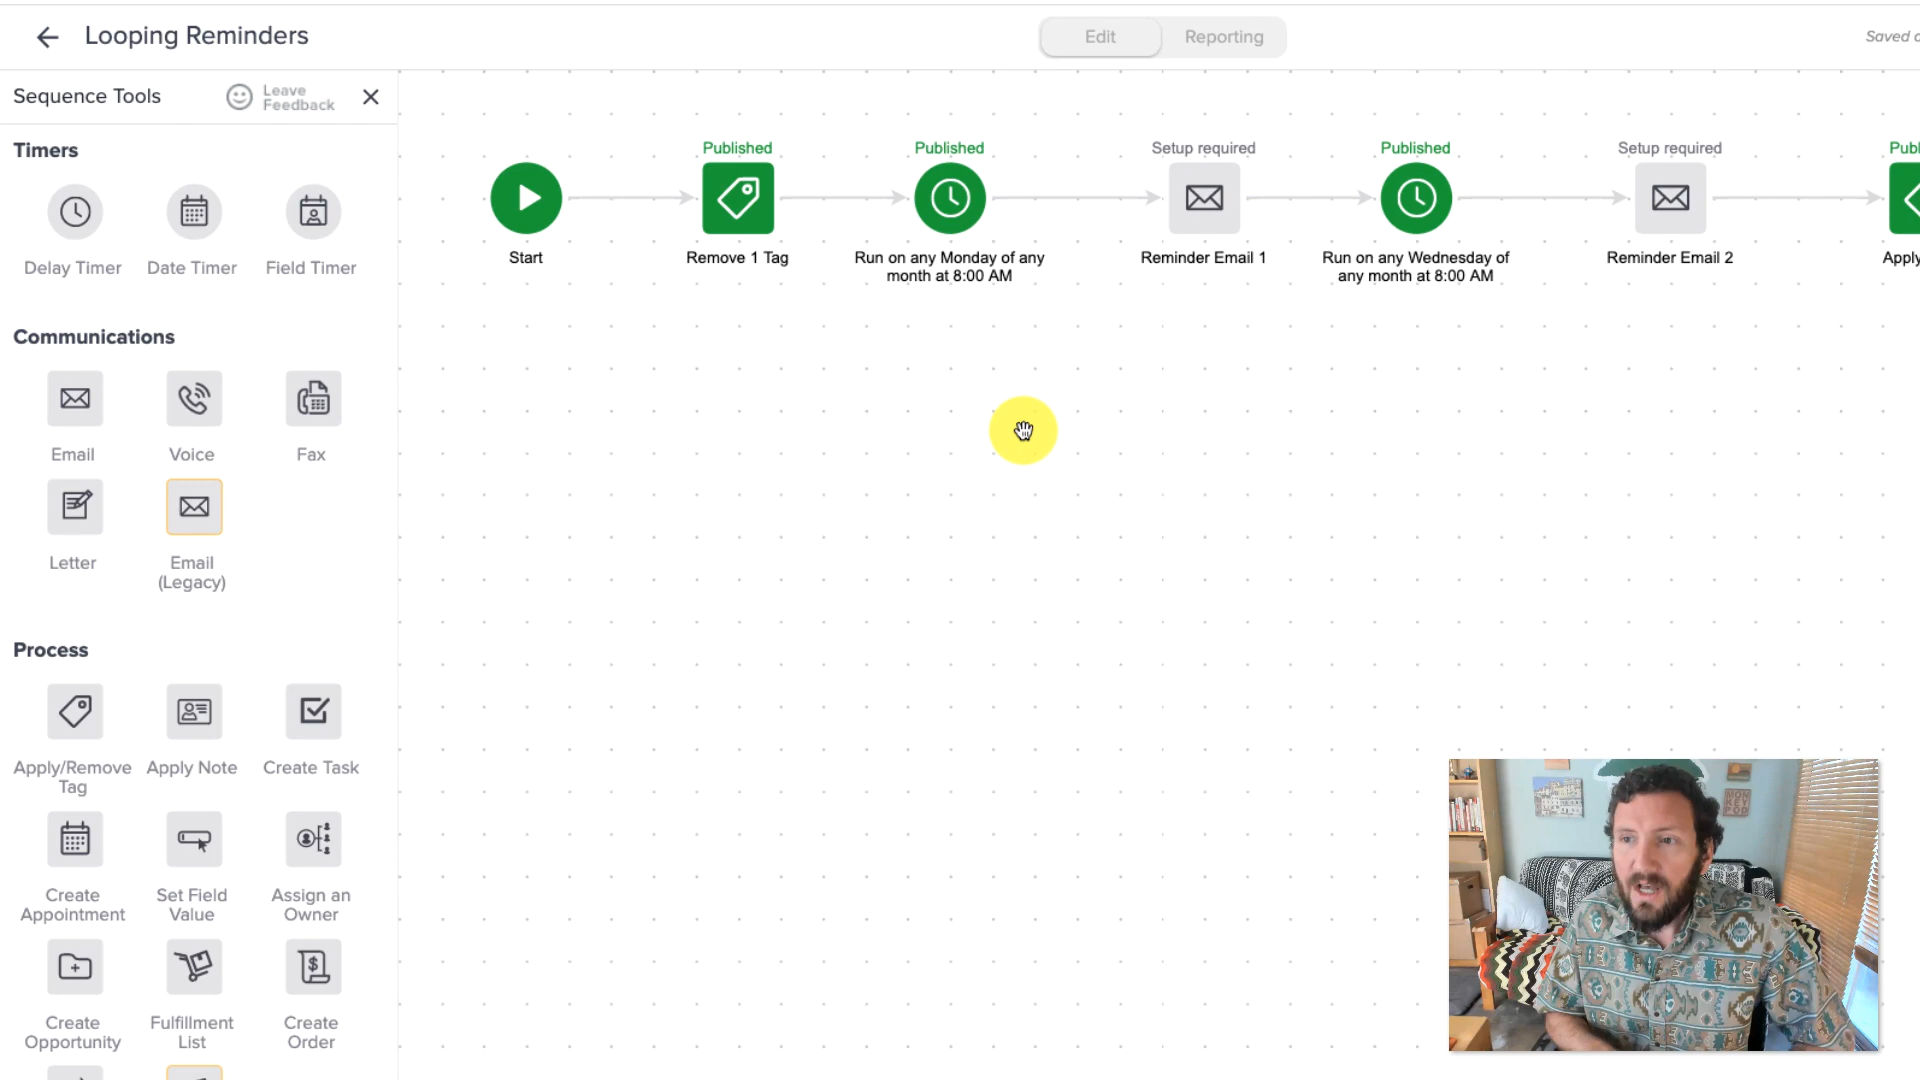 Looping Reminders
Edit
Reporting
Saved
Sequence Tools
Leave
Feedback
Timers
Delay Timer
Date Timer
Field Timer
Communications
Email
Voice
Fax
Letter
Email
(Legacy)
Process
Apply/Remove
Tag
Apply Note
Create Task
Create
Appointment
Set Field
Value
Assign an
Owner
Create
Opportunity
Fulfillment
List
Create
Order
Start
Published
Remove 1 Tag
Published
Run on any Monday of any
month at 8:00 AM
Setup required
Reminder Email 1
Published
Run on any Wednesday of
any month at 8:00 AM
Setup required
Reminder Email 2
Publ
Apply
MON
KEY
POD